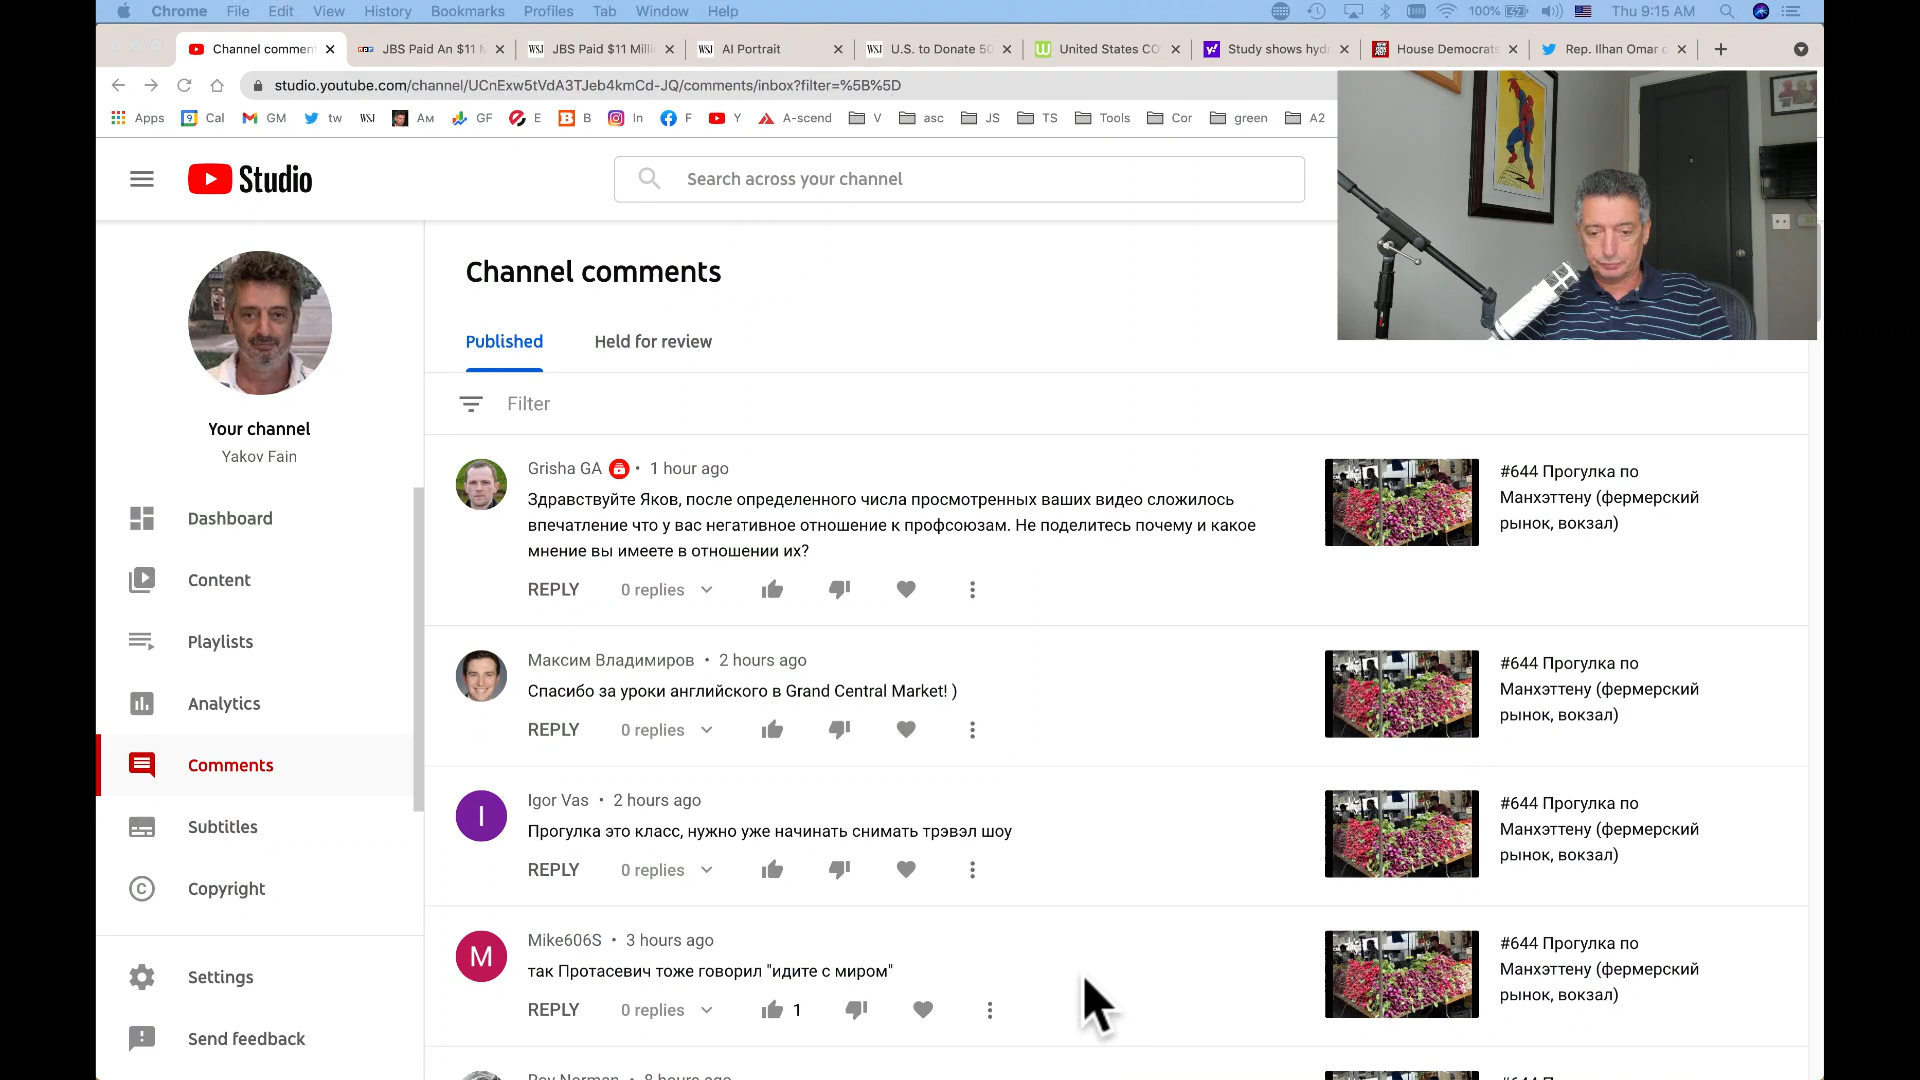 Chrome File Edit View History Bookmarks Profiles Tab Window Help 100% Thu 9:15 AM
Channel commen JBS Paid An $11 M WSJ JBS Paid $11 Milli WSJ AI Portrait WSJ U.S. to Donate 50 United States CO Study shows hyd House Democrats Rep. Ilhan Omar
studio.youtube.com/channel/UCnExw5tVdA3TJeb4kmCd-JQ/comments/inbox?filter=%5B%5D
Apps Cal GM tw WSJ Ам GF E B In F Y A-scend V asc JS TS Tools Cor green A2
Studio
Search across your channel
Channel comments
Published Held for review
Filter
Your channel
Yakov Fain
Dashboard
Content
Playlists
Analytics
Comments
Subtitles
Copyright
Settings
Send feedback
Grisha GA • 1 hour ago
Здравствуйте Яков, после определенного числа просмотренных ваших видео сложилось
впечатление что у вас негативное отношение к профсоюзам. Не поделитесь почему и какое
мнение вы имеете в отношении их?
REPLY 0 replies
#644 Прогулка по
Манхэттену (фермерский
рынок, вокзал)
Максим Владимиров • 2 hours ago
Спасибо за уроки английского в Grand Central Market! )
REPLY 0 replies
#644 Прогулка по
Манхэттену (фермерский
рынок, вокзал)
I
Igor Vas • 2 hours ago
Прогулка это класс, нужно уже начинать снимать трэвэл шоу
REPLY 0 replies
#644 Прогулка по
Манхэттену (фермерский
рынок, вокзал)
M
Mike606S • 3 hours ago
так Протасевич тоже говорил "идите с миром"
REPLY 0 replies 1
#644 Прогулка по
Манхэттену (фермерский
рынок, вокзал)